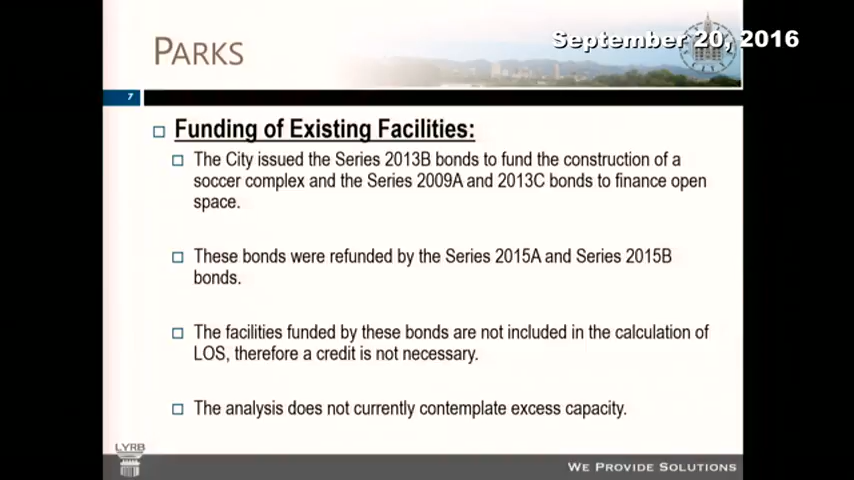 September 20, 2016
PARKS
7
Funding of Existing Facilities:
The City issued the Series 2013B bonds to fund the construction of a
soccer complex and the Series 2009A and 2013C bonds to finance open
space.
These bonds were refunded by the Series 2015A and Series 2015B
bonds.
The facilities funded by these bonds are not included in the calculation of
LOS, therefore a credit is not necessary.
The analysis does not currently contemplate excess capacity.
LYRB
WE PROVIDE SOLUTIONS